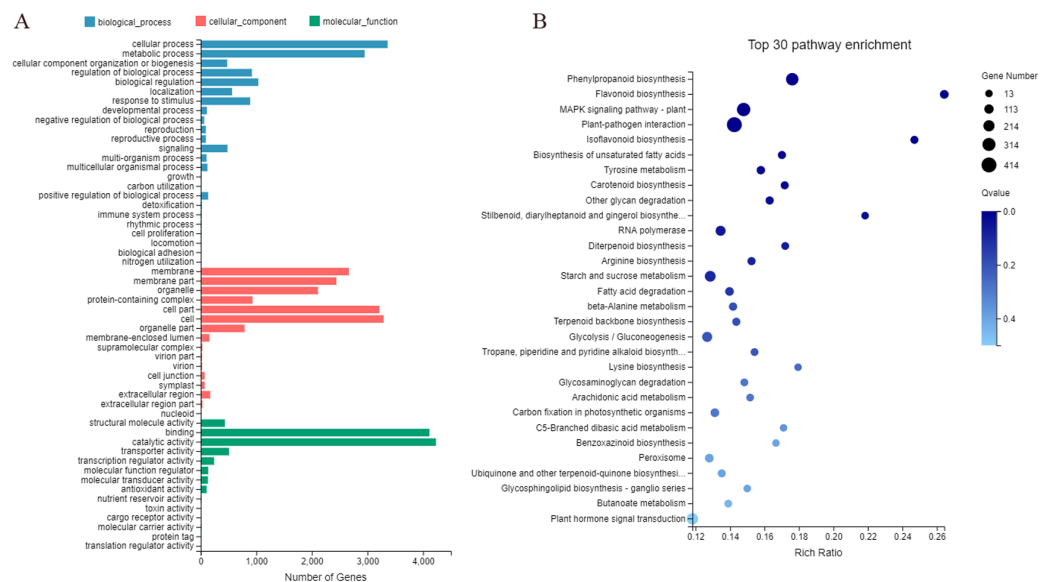 A
biological_process
cellular_component
molecular_function
cellular process
metabolic process
cellular component organization or biogenesis
regulation of biological process
biological regulation
localization
response to stimulus
developmental process
negative regulation of biological process
reproduction
reproductive process
signaling
multi-organism process
multicellular organismal process
growth
carbon utilization
positive regulation of biological process
detoxification
immune system process
rhythmic process
cell proliferation
locomotion
biological adhesion
nitrogen utilization
membrane
membrane part
organelle
protein-containing complex
cell part
cell
organelle part
membrane-enclosed lumen
supramolecular complex
virion part
virion
cell junction
symplast
extracellular region
extracellular region part
nucleoid
structural molecule activity
binding
catalytic activity
transporter activity
transcription regulator activity
molecular function regulator
molecular transducer activity
antioxidant activity
nutrient reservoir activity
toxin activity
cargo receptor activity
molecular carrier activity
protein tag
translation regulator activity
0 1,000 2,000 3,000 4,000
Number of Genes
B
Top 30 pathway enrichment
Phenylpropanoid biosynthesis
Flavonoid biosynthesis
MAPK signaling pathway - plant
Plant-pathogen interaction
Isoflavonoid biosynthesis
Biosynthesis of unsaturated fatty acids
Tyrosine metabolism
Carotenoid biosynthesis
Other glycan degradation
Stilbenoid, diarylheptanoid and gingerol biosynthe...
RNA polymerase
Diterpenoid biosynthesis
Arginine biosynthesis
Starch and sucrose metabolism
Fatty acid degradation
beta-Alanine metabolism
Terpenoid backbone biosynthesis
Glycolysis / Gluconeogenesis
Tropane, piperidine and pyridine alkaloid biosynth...
Lysine biosynthesis
Glycosaminoglycan degradation
Arachidonic acid metabolism
Carbon fixation in photosynthetic organisms
C5-Branched dibasic acid metabolism
Benzoxazinoid biosynthesis
Peroxisome
Ubiquinone and other terpenoid-quinone biosynthesi...
Glycosphingolipid biosynthesis - ganglio series
Butanoate metabolism
Plant hormone signal transduction
0.12 0.14 0.16 0.18 0.20 0.22 0.24 0.26
Rich Ratio
Gene Number
13
113
214
314
414
Qvalue
0.0
0.2
0.4